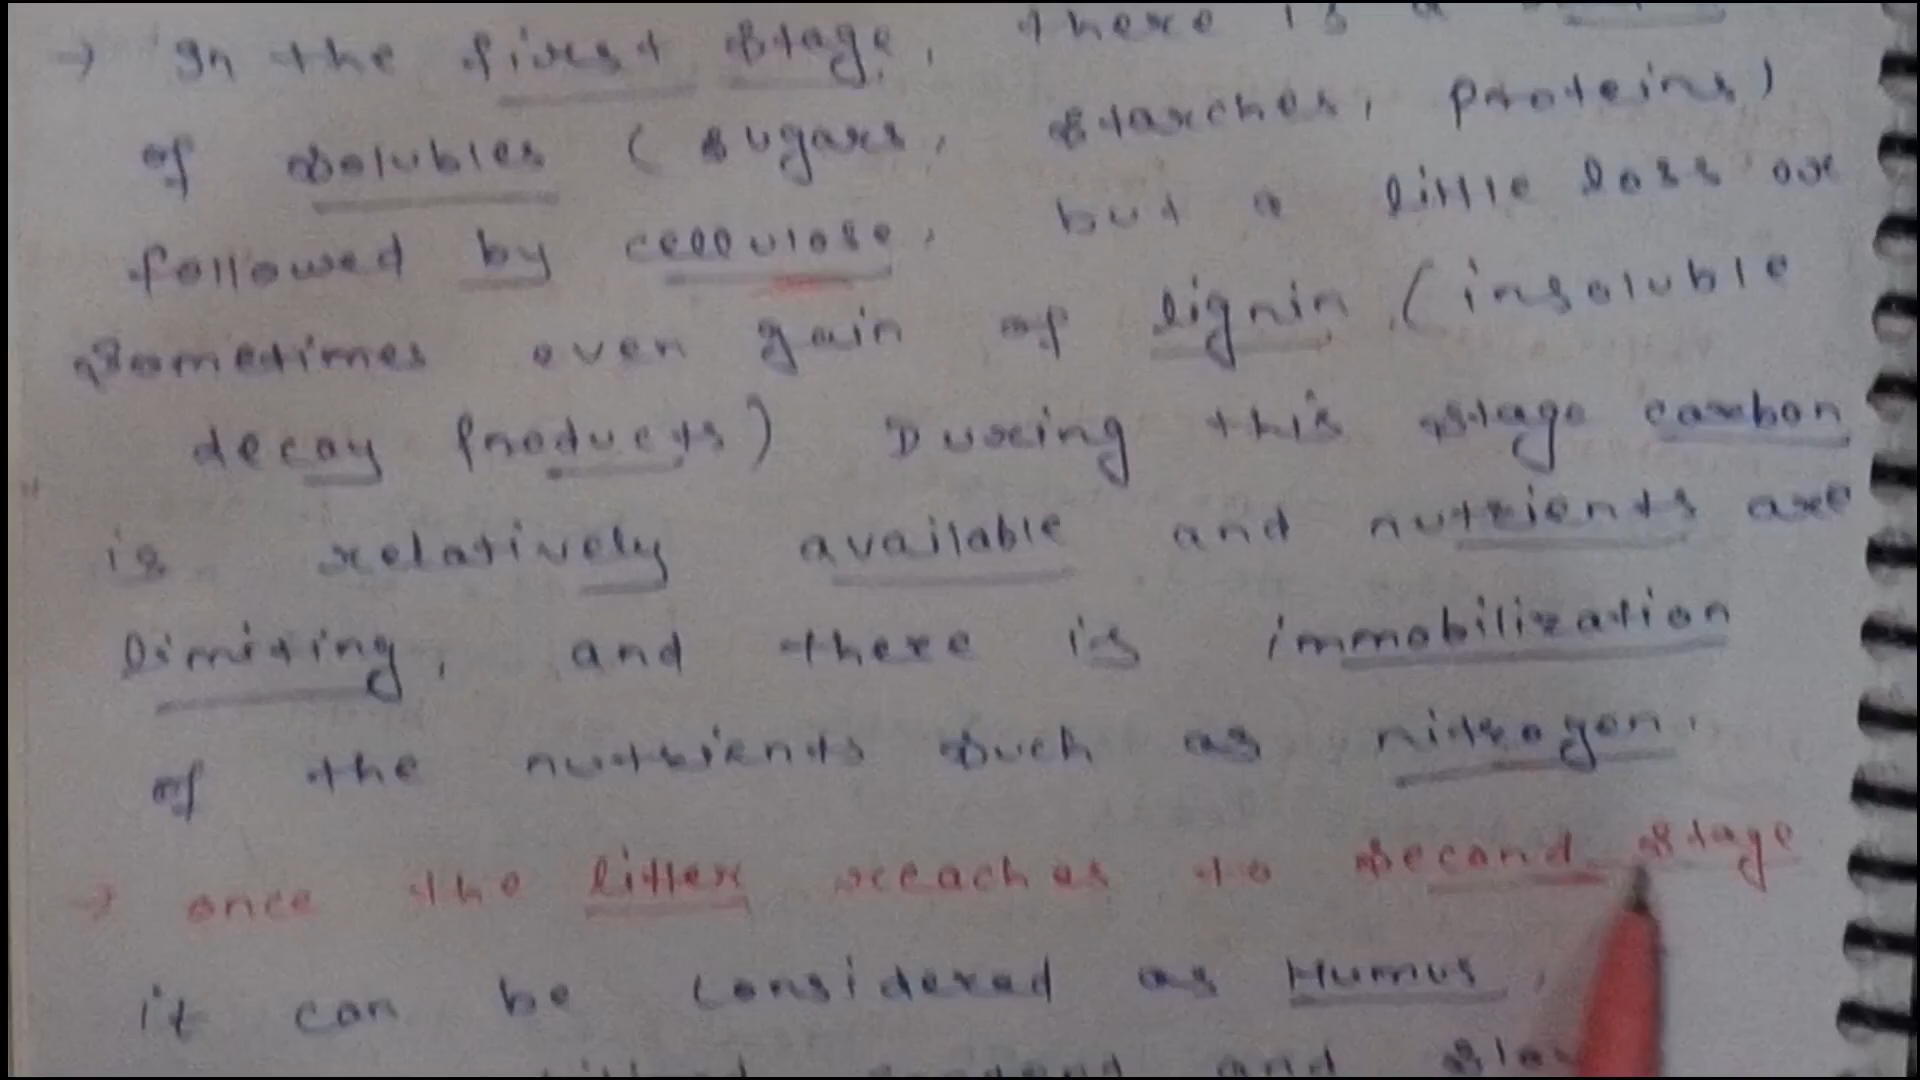 → In the first stage, there is a
of solubles (sugars, starches, proteins)
followed by cellulose, but a little loss or
sometimes even gain of lignin (insoluble
decay products) During this stage carbon
is relatively available and nutrients are
limiting, and there is immobilization
of the nutrients such as nitrogen.
→ once the litter reaches to second stage
it can be considered as Humus,
and